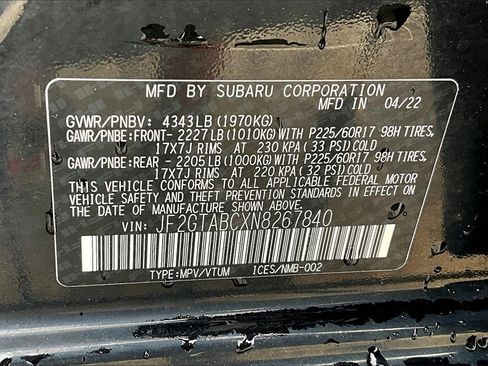 MFD BY SUBARU CORPORATION
MFD IN 04/22
GVWR/PNBV: 4343LB(1970KG)
GAWR/PNBE:FRONT- 2227LB(1010KG)WITH P225/60R17 98H TIRES,
17X7J RIMS AT 230 KPA(33 PSI)COLD
GAWR/PNBE:REAR - 2205LB(1000KG)WITH P225/60R17 98H TIRES,
17X7J RIMS AT 220 KPA(32 PSI)COLD
THIS VEHICLE CONFORMS TO ALL APPLICABLE FEDERAL MOTOR
VEHICLE SAFETY AND THEFT PREVENTION STANDARDS IN EFFECT
ON THE DATE OF MANUFACTURE SHOWN ABOVE.
VIN: JF2GTABCXN8267840
TYPE:MPV/VTUM 1CES/NMB-002